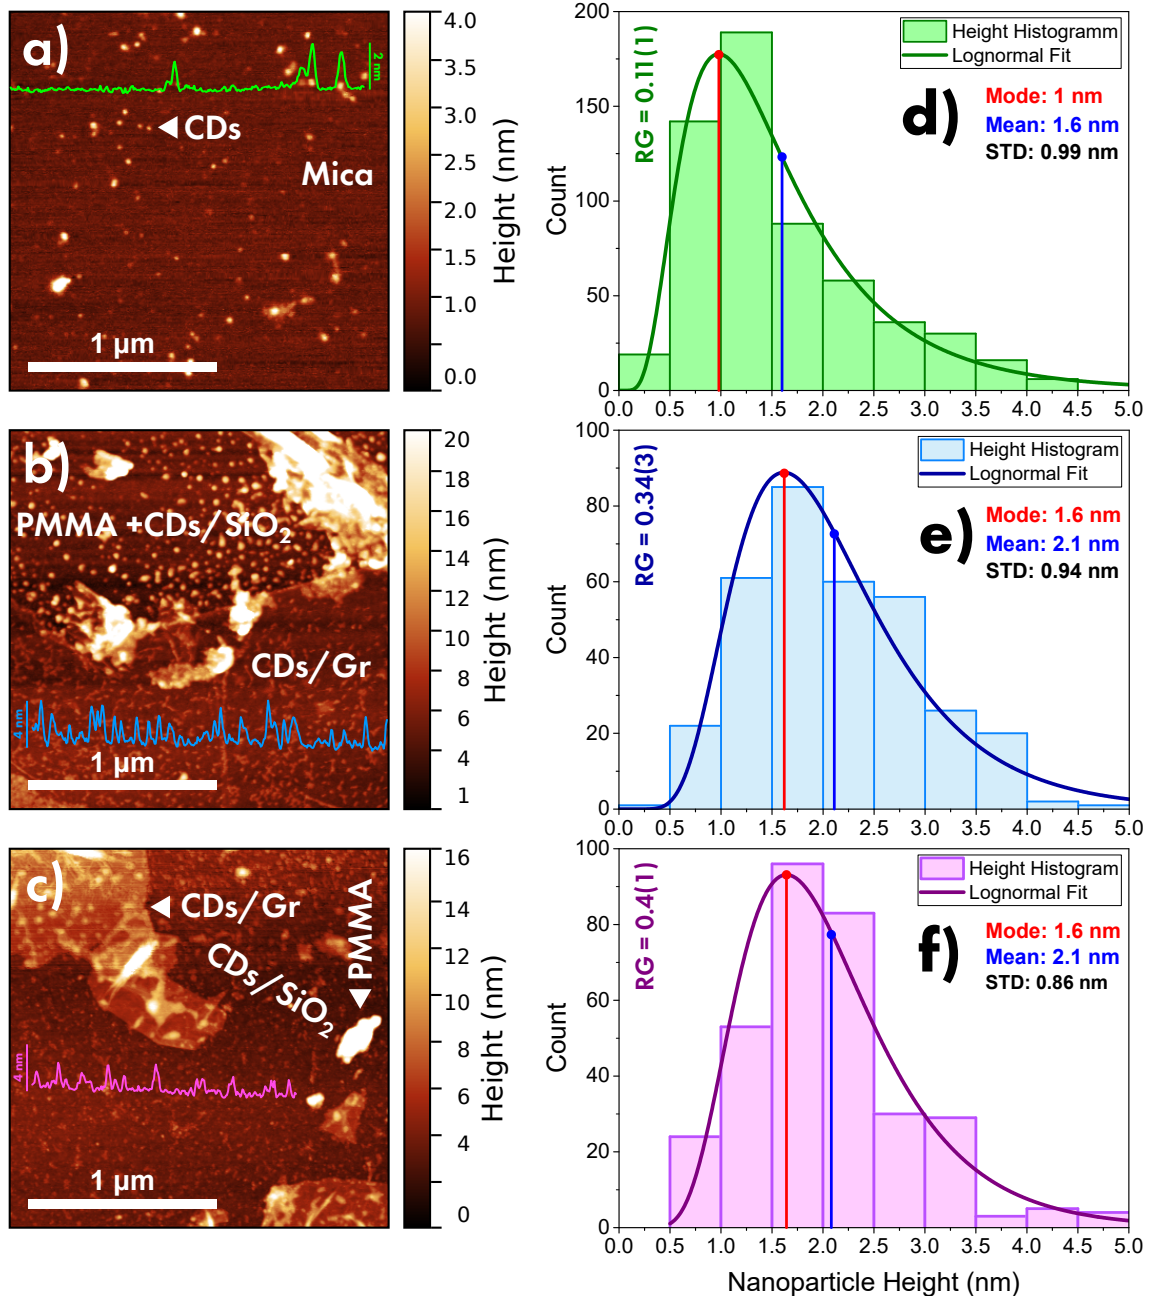 a)
2 nm
CDs
Mica
1 µm
4.0
3.5
3.0
2.5
2.0
1.5
1.0
0.0
Height (nm)
200
150
100
50
0
Count
RG = 0.11(1)
Height Histogramm
Lognormal Fit
d)
Mode: 1 nm
Mean: 1.6 nm
STD: 0.99 nm
0.0 0.5 1.0 1.5 2.0 2.5 3.0 3.5 4.0 4.5 5.0
b)
PMMA +CDs/SiO₂
CDs/Gr
4 nm
1 µm
20
18
16
14
12
10
8
6
4
1
Height (nm)
100
80
60
40
20
0
Count
RG = 0.34(3)
Height Histogram
Lognormal Fit
e)
Mode: 1.6 nm
Mean: 2.1 nm
STD: 0.94 nm
0.0 0.5 1.0 1.5 2.0 2.5 3.0 3.5 4.0 4.5 5.0
c)
CDs/Gr
CDs/SiO₂
PMMA
4 nm
1 µm
16
14
12
10
8
6
4
2
0
Height (nm)
100
80
60
40
20
0
Count
RG = 0.4(1)
Height Histogram
Lognormal Fit
f)
Mode: 1.6 nm
Mean: 2.1 nm
STD: 0.86 nm
0.0 0.5 1.0 1.5 2.0 2.5 3.0 3.5 4.0 4.5 5.0
Nanoparticle Height (nm)